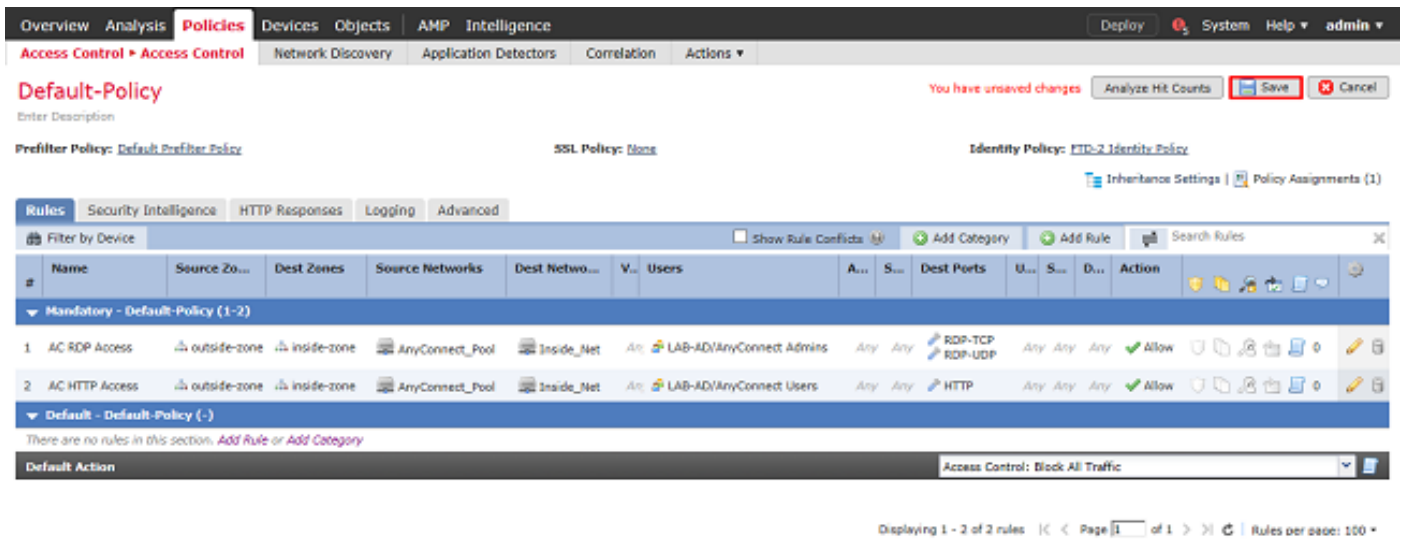 Overview Analysis Policies Devices Objects AMP Intelligence Deploy System Help admin
Access Control ▸ Access Control Network Discovery Application Detectors Correlation Actions
Default-Policy You have unsaved changes Analyze Hit Counts Save Cancel
Enter Description
Prefilter Policy: Default Prefilter Policy SSL Policy: None Identity Policy: FTD-2 Identity Policy
Inheritance Settings | Policy Assignments (1)
Rules Security Intelligence HTTP Responses Logging Advanced
Filter by Device Show Rule Conflicts Add Category Add Rule Search Rules
# Name Source Zo... Dest Zones Source Networks Dest Netwo... V... Users A... S... Dest Ports U... S... D... Action
Mandatory - Default-Policy (1-2)
1 AC RDP Access outside-zone inside-zone AnyConnect_Pool Inside_Net An LAB-AD/AnyConnect Admins Any Any RDP-TCP RDP-UDP Any Any Any Allow 0
2 AC HTTP Access outside-zone inside-zone AnyConnect_Pool Inside_Net An LAB-AD/AnyConnect Users Any Any HTTP Any Any Any Allow 0
Default - Default-Policy (-)
There are no rules in this section. Add Rule or Add Category
Default Action Access Control: Block All Traffic
Displaying 1 - 2 of 2 rules |< < Page 1 of 1 > >| Rules per page: 100